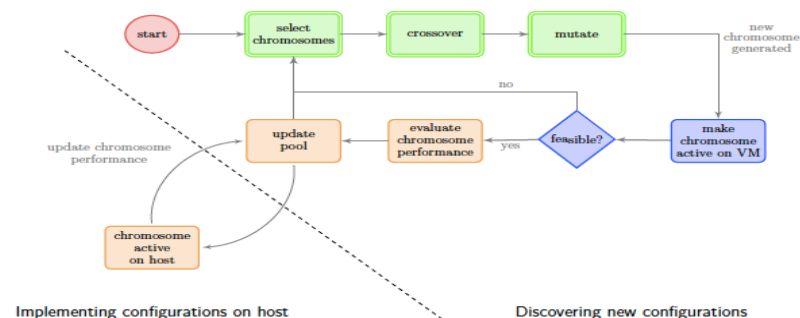 start
select
chromosomes
crossover
mutate
new
chromosome
generated
no
update chromosome
performance
update
pool
evaluate
chromosome
performance
yes
feasible?
make
chromosome
active on VM
chromosome
active
on host
Implementing configurations on host
Discovering new configurations